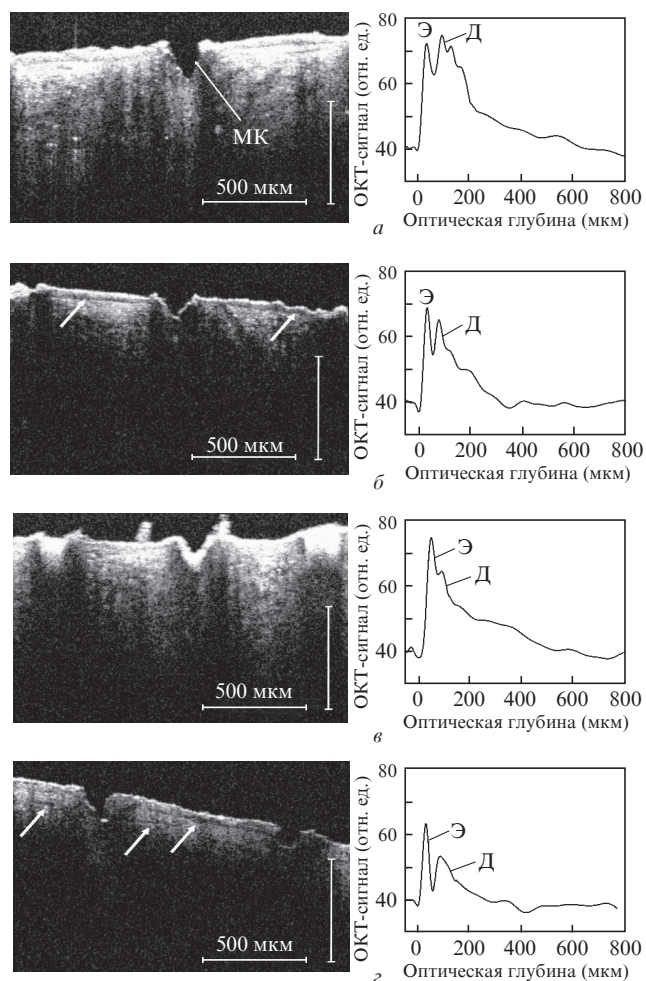 80
60
40
ОКТ-сигнал (отн. ед.)
Э
Д
МК
500 мкм
0 200 400 600 800
а Оптическая глубина (мкм)
80
60
40
ОКТ-сигнал (отн. ед.)
Э
Д
500 мкм
0 200 400 600 800
б Оптическая глубина (мкм)
80
60
40
ОКТ-сигнал (отн. ед.)
Э
Д
500 мкм
0 200 400 600 800
в Оптическая глубина (мкм)
80
60
40
ОКТ-сигнал (отн. ед.)
Э
Д
500 мкм
0 200 400 600 800
г Оптическая глубина (мкм)